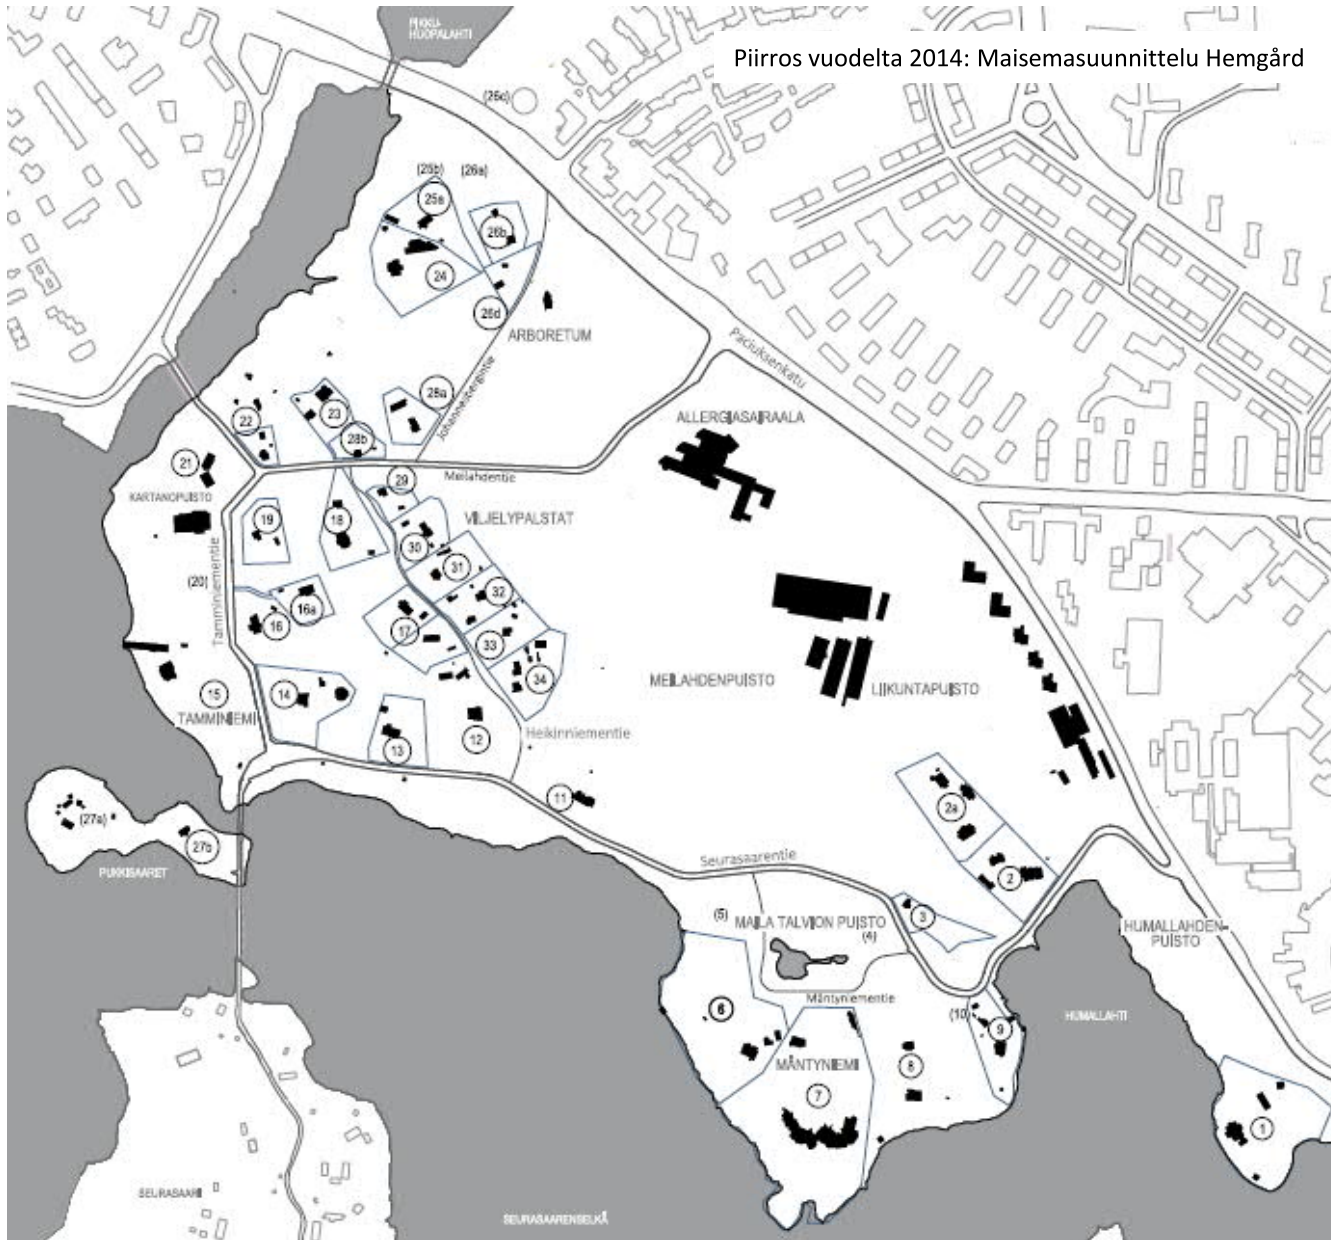 PIKKU-
HUOPALAHTI
Piirros vuodelta 2014: Maisemasuunnittelu Hemgård
(26c)
(25b)
(26a)
25a
26b
24
26d
ARBORETUM
Paciuksenkatu
Johannesbergintie
28a
23
22
28b
ALLERGIASAIRAALA
21
29
Meilahdentie
KARTANOPUISTO
19
18
VILJELYPALSTAT
30
31
(20)
Tamminiementie
16a
32
16
17
33
34
MEILAHDENPUISTO
LIIKUNTAPUISTO
15
14
TAMMINIEMI
13
12
Heikinniementie
11
2a
(27a)
27b
PUKKISAARET
Seurasaarentie
2
3
(5)
MAILA TALVION PUISTO
(4)
HUMALLAHDEN-
PUISTO
6
Mäntyniementie
(10)
9
HUMALLAHTI
MÄNTYNIEMI
8
7
1
SEURASAARI
SEURASAARENSELKÄ